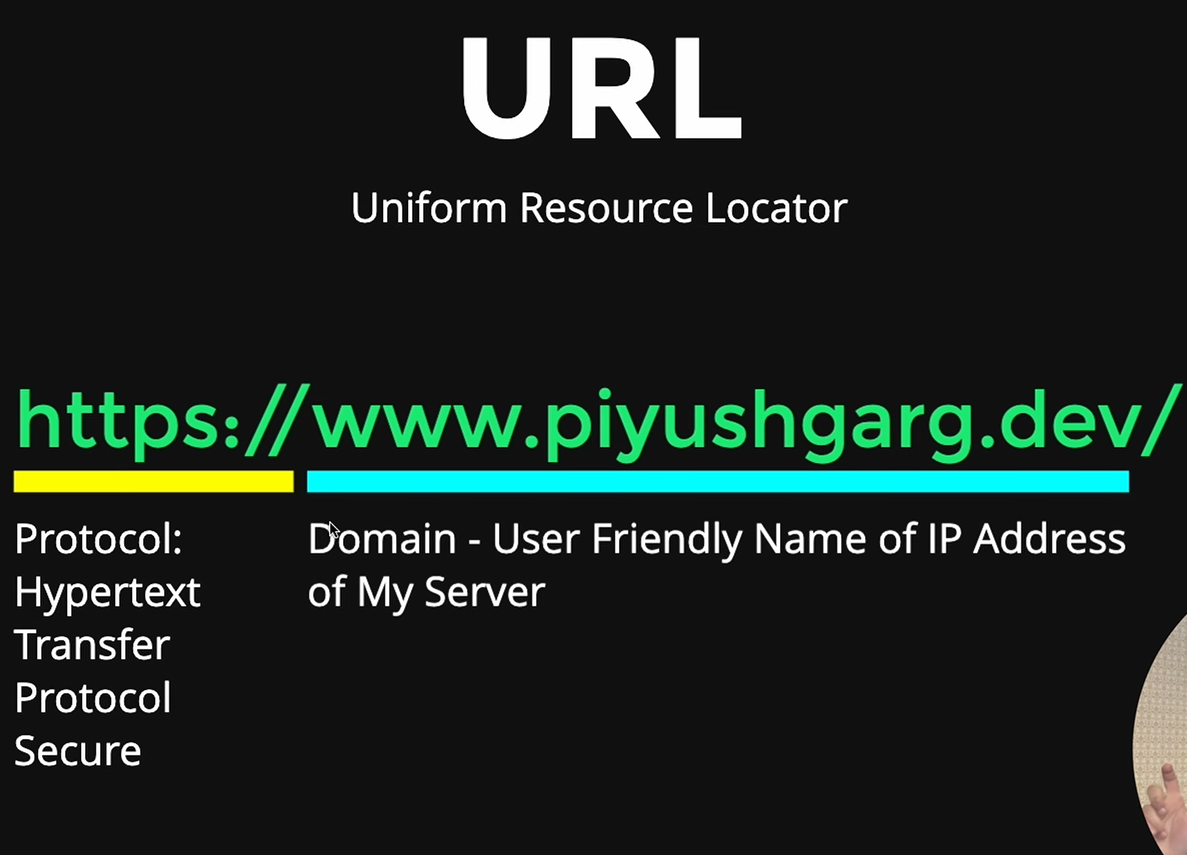 URL
Uniform Resource Locator
https://www.piyushgarg.dev/
Protocol:
Hypertext
Transfer
Protocol
Secure
Domain - User Friendly Name of IP Address
of My Server